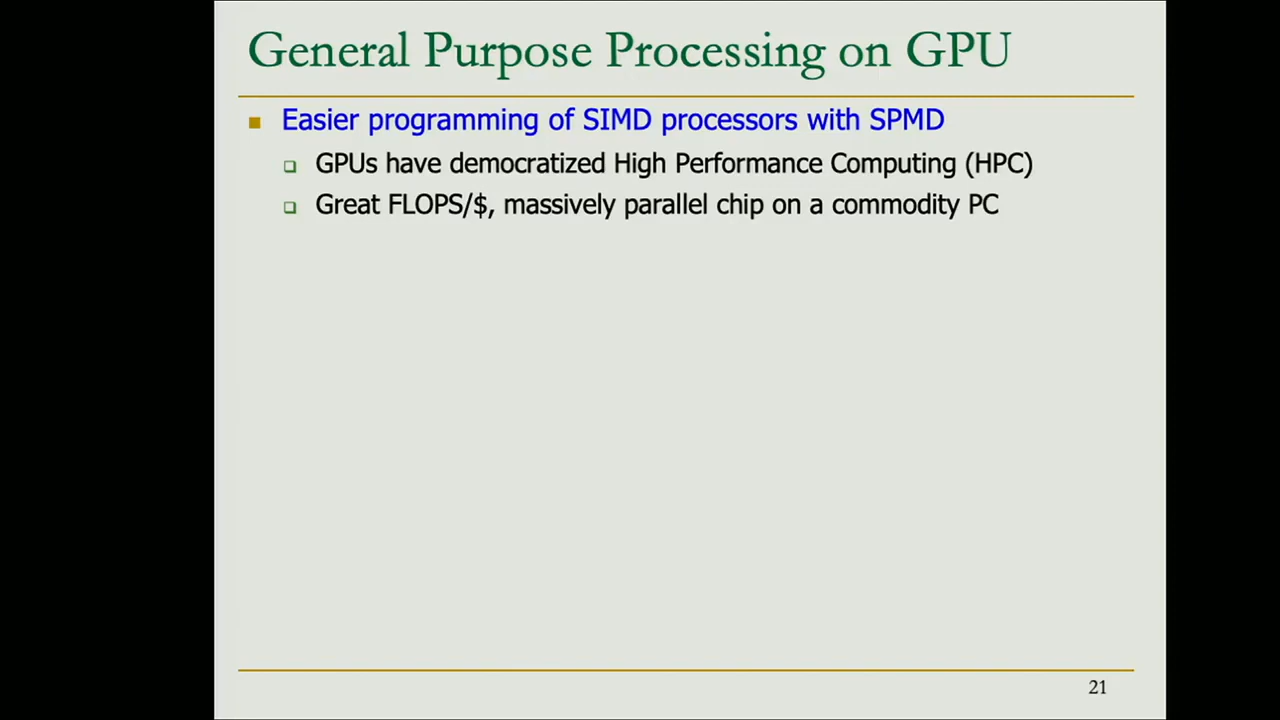 General Purpose Processing on GPU
Easier programming of SIMD processors with SPMD
GPUs have democratized High Performance Computing (HPC)
Great FLOPS/$, massively parallel chip on a commodity PC
21